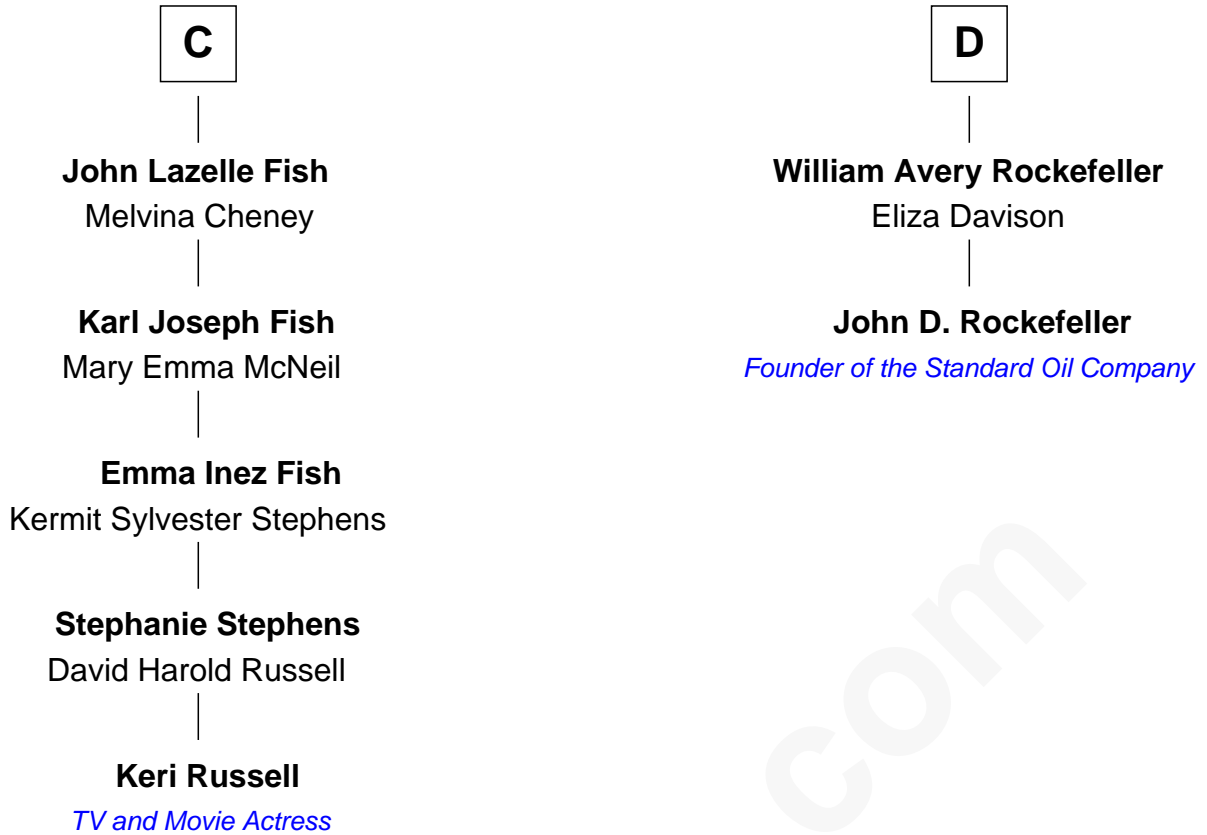 C
John Lazelle Fish
Melvina Cheney
Karl Joseph Fish
Mary Emma McNeil
Emma Inez Fish
Kermit Sylvester Stephens
Stephanie Stephens
David Harold Russell
Keri Russell
TV and Movie Actress
D
William Avery Rockefeller
Eliza Davison
John D. Rockefeller
Founder of the Standard Oil Company
com